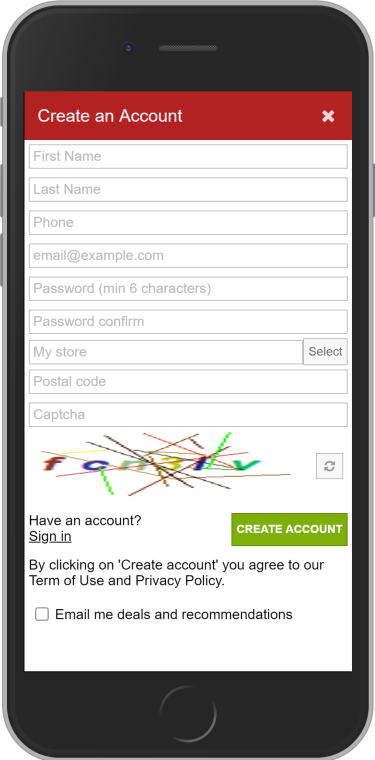 Create an Account
First Name
Last Name
Phone
email@example.com
Password (min 6 characters)
Password confirm
My store
Select
Postal code
Captcha
Have an account?
Sign in
CREATE ACCOUNT
By clicking on 'Create account' you agree to our
Term of Use and Privacy Policy.
Email me deals and recommendations